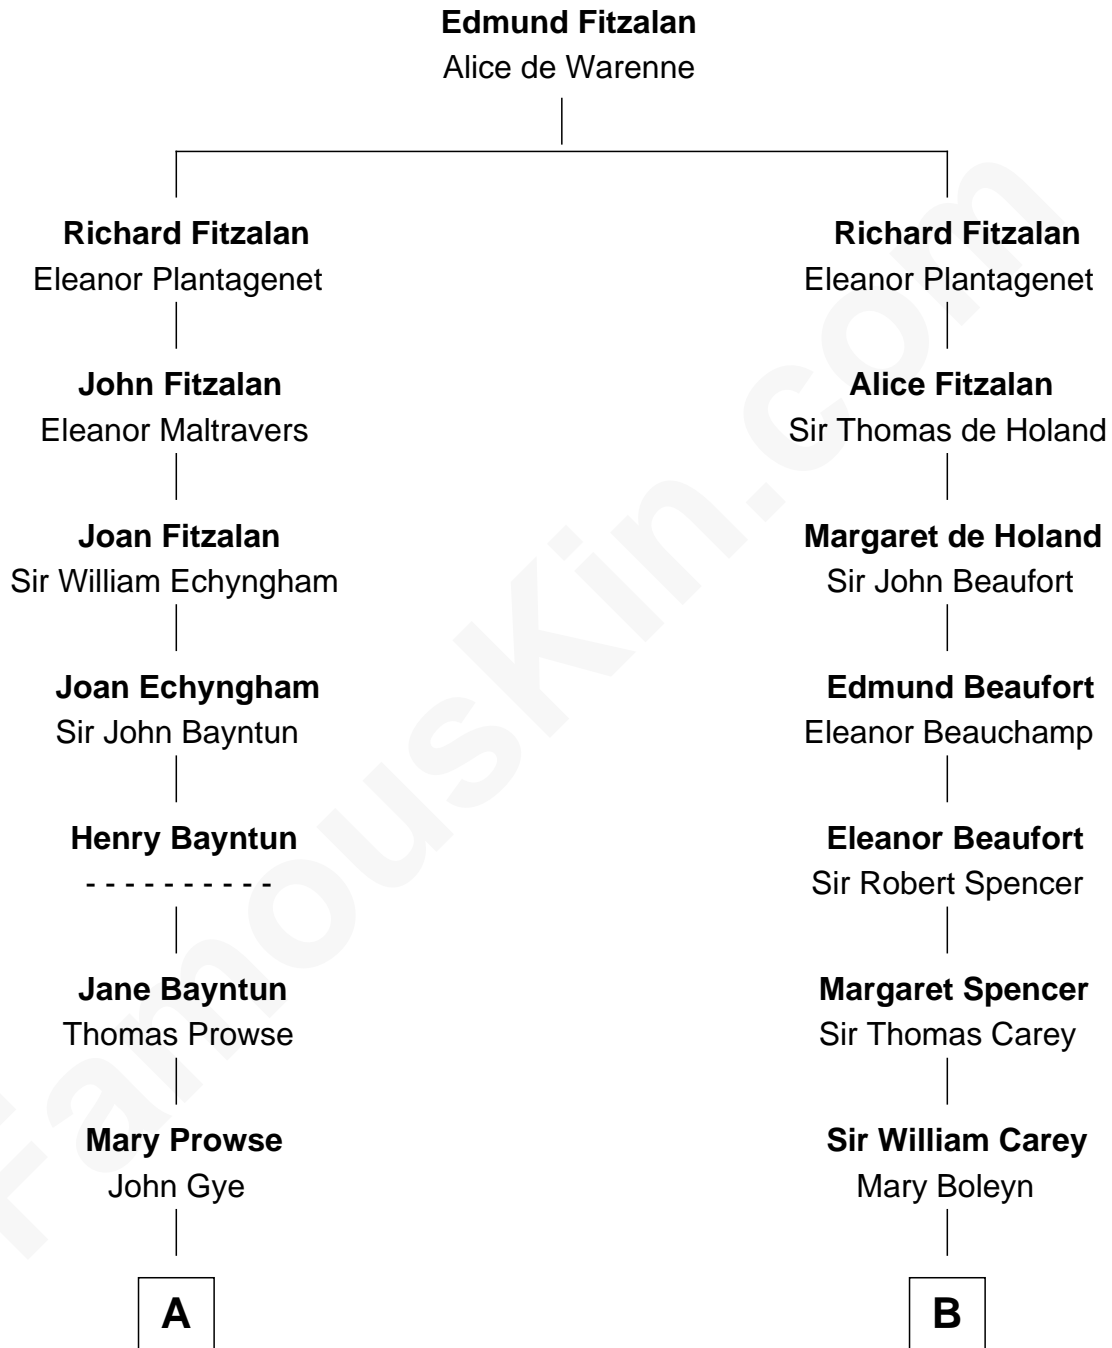 Edmund Fitzalan
Alice de Warenne
Richard Fitzalan
Eleanor Plantagenet
John Fitzalan
Eleanor Maltravers
Joan Fitzalan
Sir William Echyngham
Joan Echyngham
Sir John Bayntun
Henry Bayntun
- - - - - - - - - -
Jane Bayntun
Thomas Prowse
Mary Prowse
John Gye
A
Richard Fitzalan
Eleanor Plantagenet
Alice Fitzalan
Sir Thomas de Holand
Margaret de Holand
Sir John Beaufort
Edmund Beaufort
Eleanor Beauchamp
Eleanor Beaufort
Sir Robert Spencer
Margaret Spencer
Sir Thomas Carey
Sir William Carey
Mary Boleyn
B
FamousKin.com